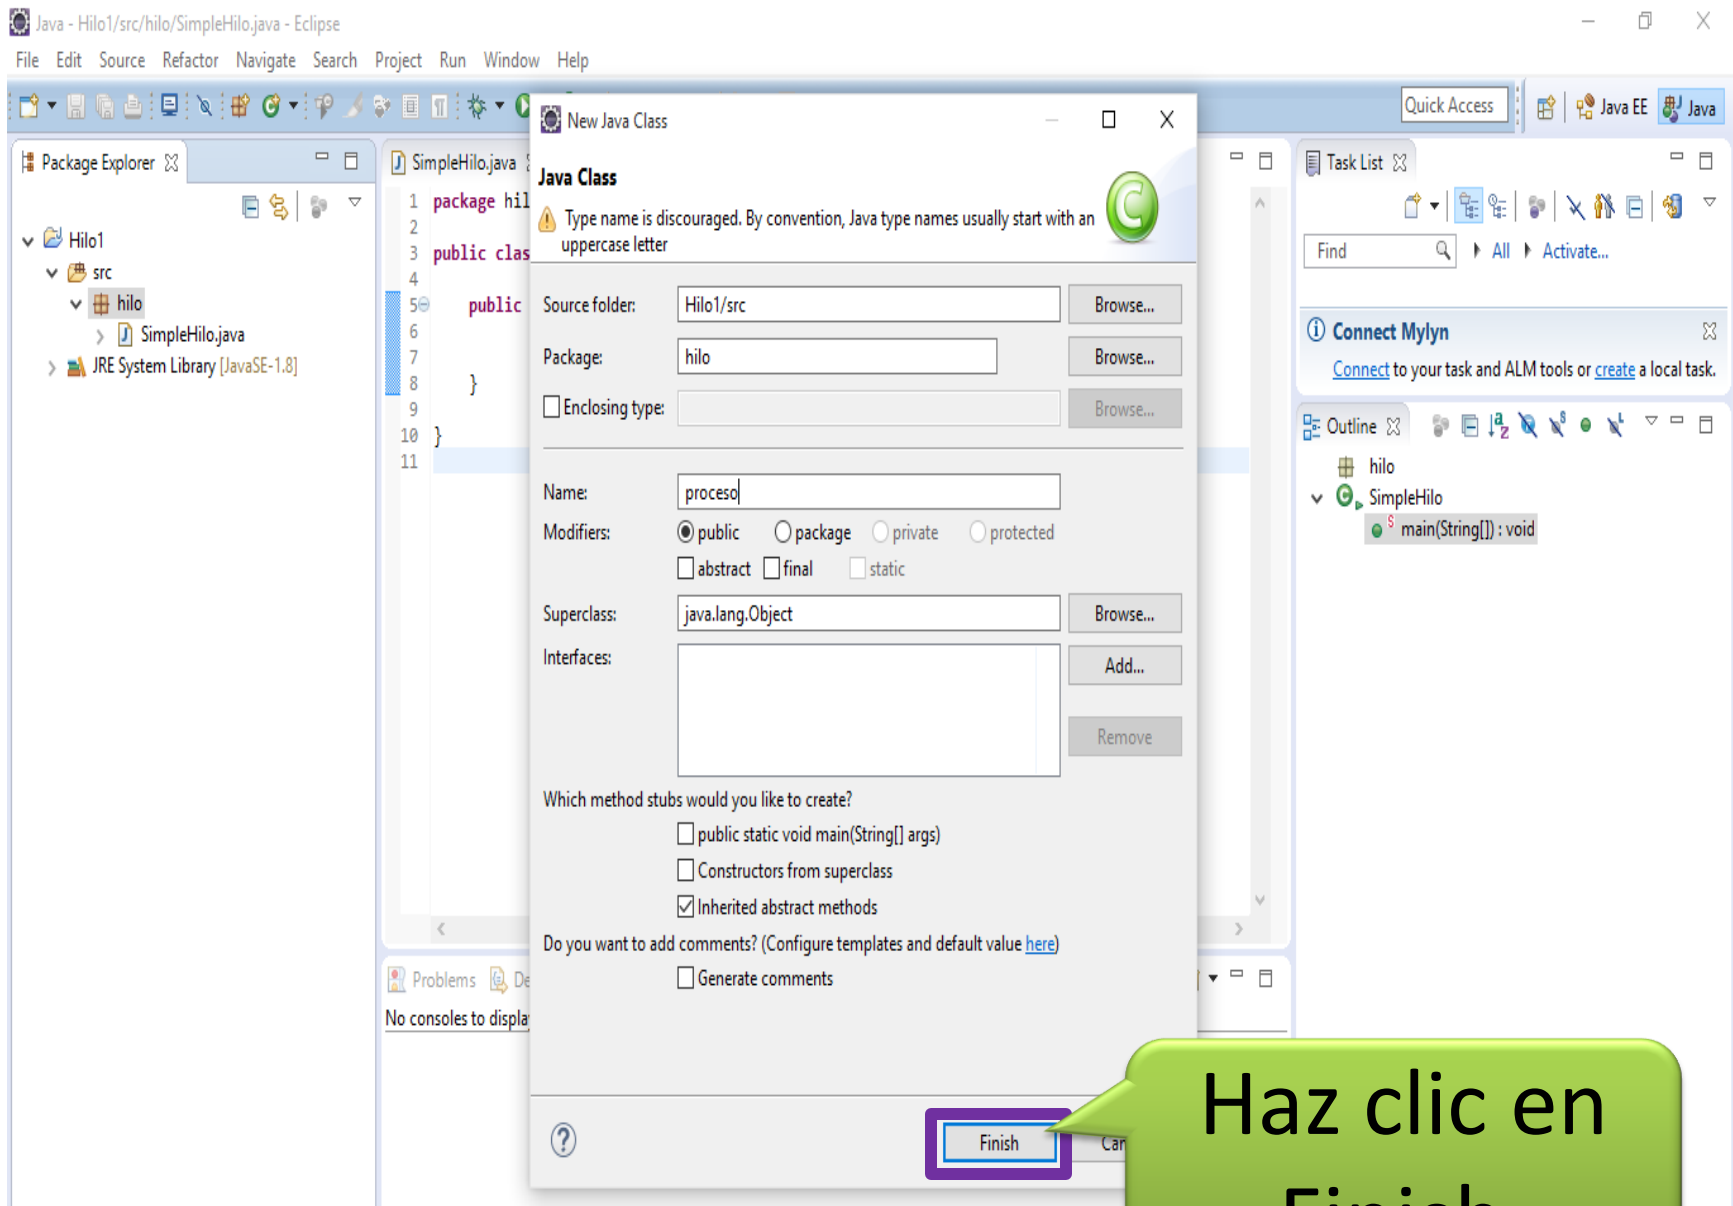 Java - Hilo1/src/hilo/SimpleHilo.java - Eclipse
File Edit Source Refactor Navigate Search Project Run Window Help
Quick Access
Java EE
Java
Package Explorer
Hilo1
src
hilo
SimpleHilo.java
JRE System Library [JavaSE-1.8]
SimpleHilo.java
1 package hil
2
3 public clas
4
5 public
6
7
8 }
9
10 }
11
Problems
De
No consoles to displa
New Java Class
Java Class
Type name is discouraged. By convention, Java type names usually start with an
uppercase letter
Source folder: Hilo1/src Browse...
Package: hilo Browse...
Enclosing type: Browse...
Name: proceso
Modifiers: public package private protected
abstract final static
Superclass: java.lang.Object Browse...
Interfaces: Add...
Remove
Which method stubs would you like to create?
public static void main(String[] args)
Constructors from superclass
Inherited abstract methods
Do you want to add comments? (Configure templates and default value here)
Generate comments
Finish
Can
Haz clic en
Finish
Task List
Find All Activate...
Connect Mylyn
Connect to your task and ALM tools or create a local task.
Outline
hilo
SimpleHilo
main(String[]) : void